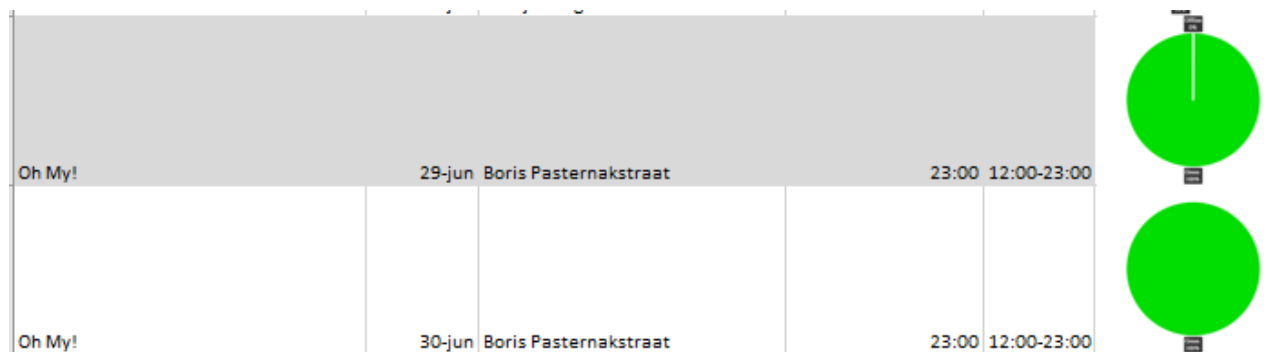 Oh My! 29-jun Boris Pasternakstraat 23:00 12:00-23:00
Oh My! 30-jun Boris Pasternakstraat 23:00 12:00-23:00